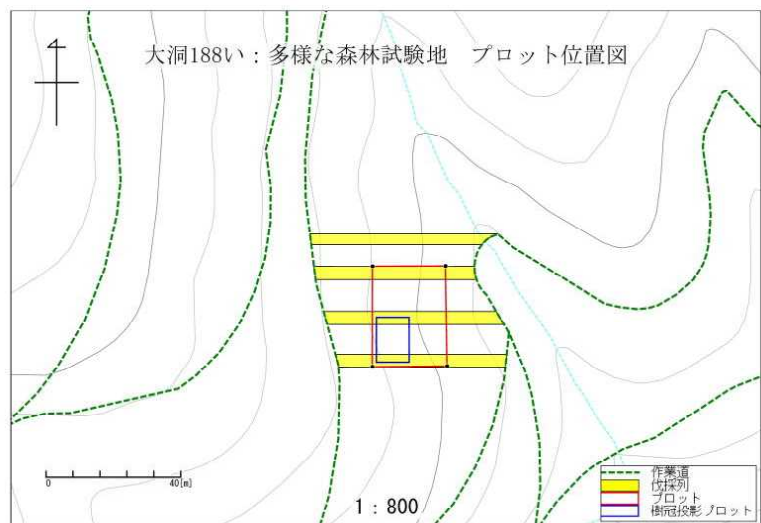 大洞188い：多様な森林試験地　プロット位置図
0 40[m]
1：800
作業道
伐採列
プロット
樹冠投影プロット